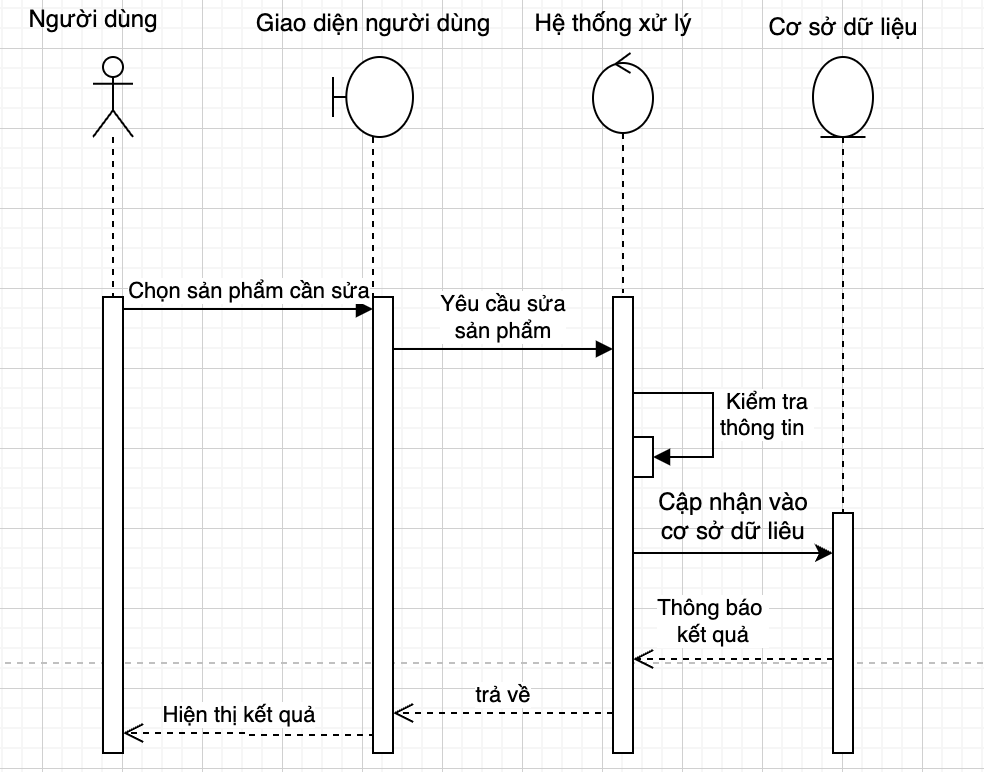 Người dùng
Giao diện người dùng
Hệ thống xử lý
Cơ sở dữ liệu
Chọn sản phẩm cần sửa
Yêu cầu sửa
sản phẩm
Kiểm tra
thông tin
Cập nhận vào
cơ sở dữ liêu
Thông báo
kết quả
trả về
Hiện thị kết quả